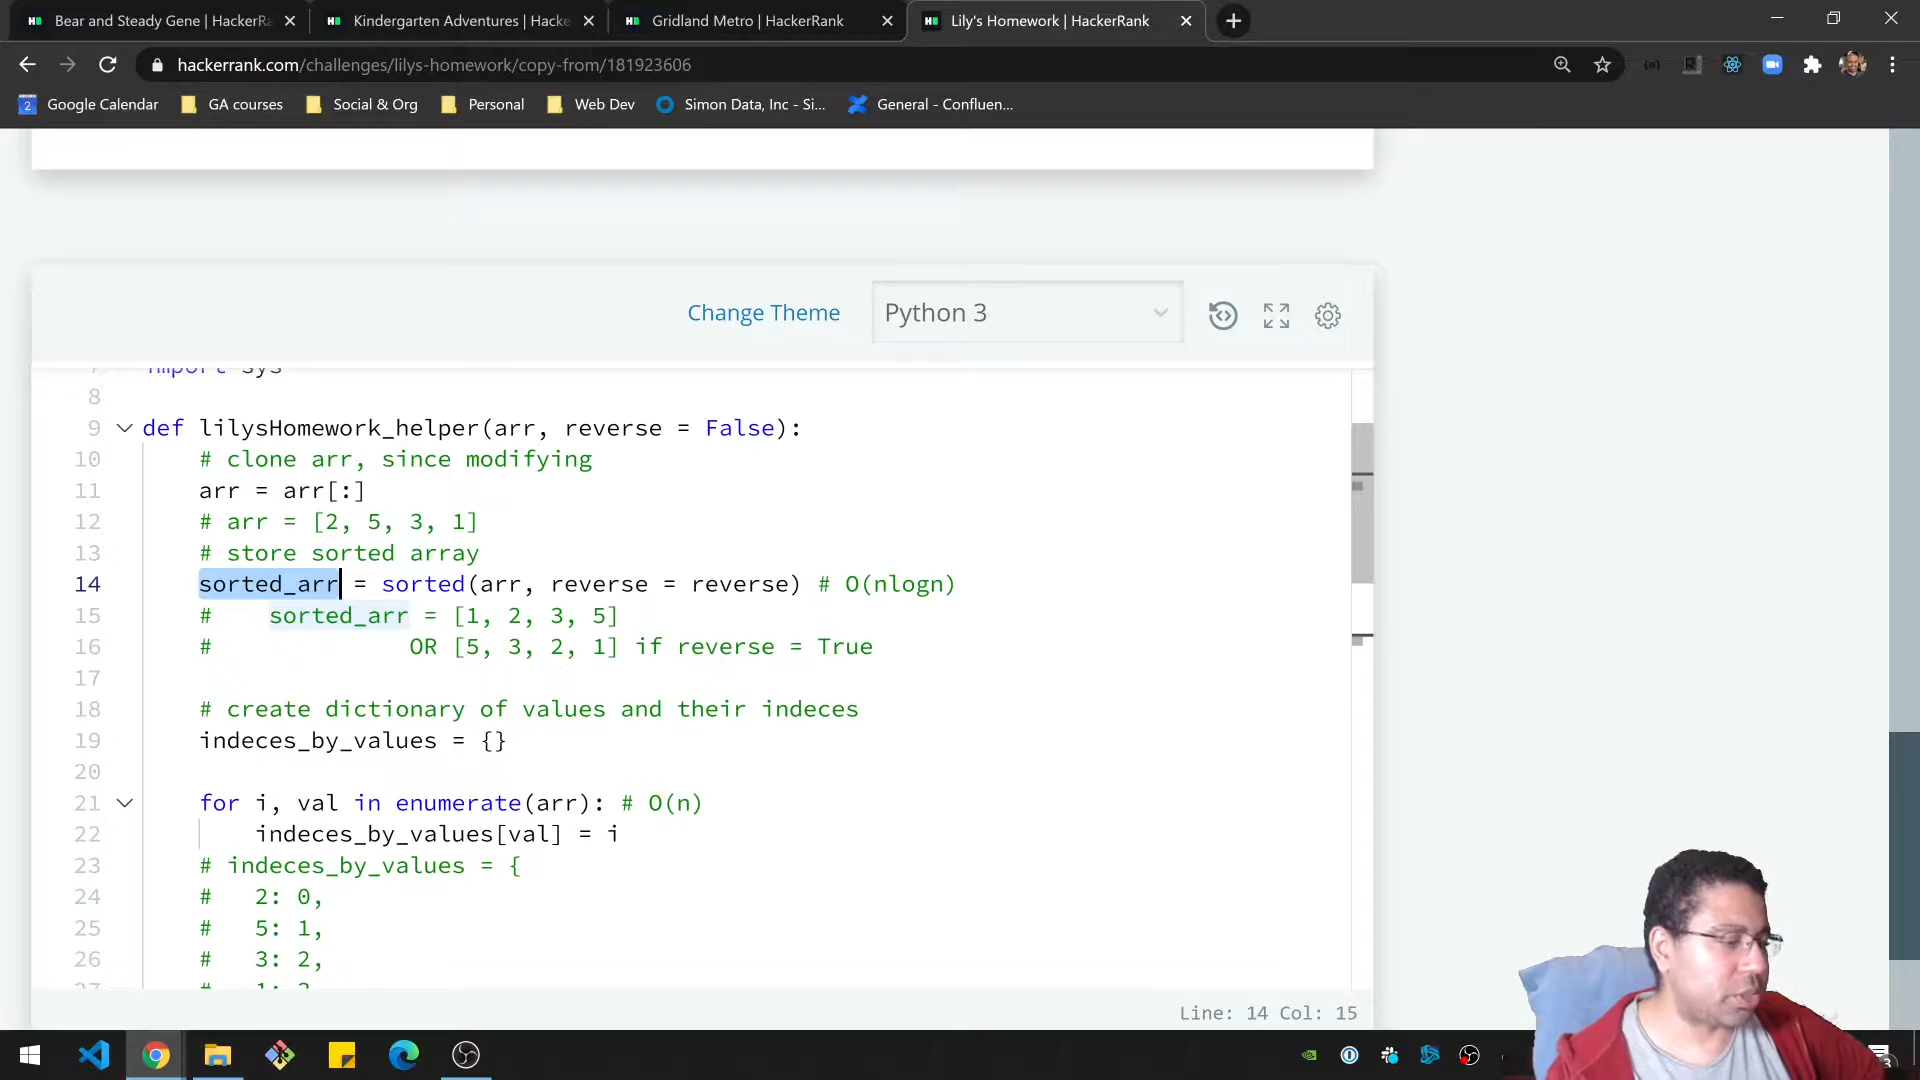 Bear and Steady Gene | HackerRa
Kindergarten Adventures | Hacke
Gridland Metro | HackerRank
Lily's Homework | HackerRank
hackerrank.com/challenges/lilys-homework/copy-from/181923606
2 Google Calendar
GA courses
Social & Org
Personal
Web Dev
Simon Data, Inc - Si...
General - Confluen...
Change Theme
Python 3
import sys
8
9 def lilysHomework_helper(arr, reverse = False):
10 # clone arr, since modifying
11 arr = arr[:]
12 # arr = [2, 5, 3, 1]
13 # store sorted array
14 sorted_arr = sorted(arr, reverse = reverse) # O(nlogn)
15 # sorted_arr = [1, 2, 3, 5]
16 # OR [5, 3, 2, 1] if reverse = True
17
18 # create dictionary of values and their indeces
19 indeces_by_values = {}
20
21 for i, val in enumerate(arr): # O(n)
22 indeces_by_values[val] = i
23 # indeces_by_values = {
24 # 2: 0,
25 # 5: 1,
26 # 3: 2,
Line: 14 Col: 15